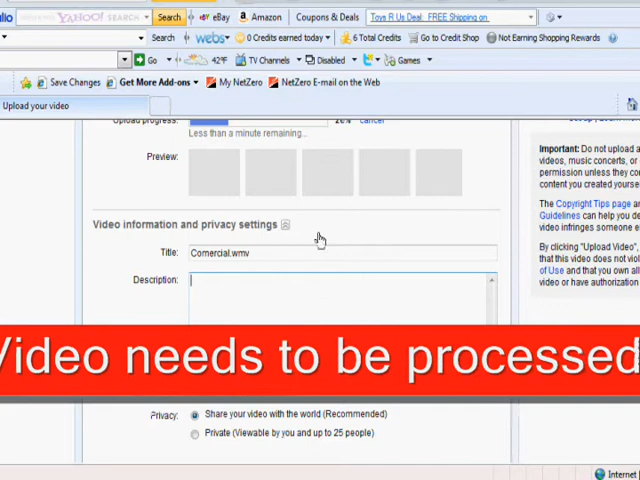 YAHOO! SEARCH Search eBay Amazon Coupons & Deals Toys R Us Deal: FREE Shipping on
Search webs 0 Credits earned today 6 Total Credits Go to Credit Shop Not Earning Shopping Rewards
Go 42°F TV Channels Disabled Games
Save Changes Get More Add-ons My NetZero NetZero E-mail on the Web
Upload your video
Upload progress: 26% cancel
Less than a minute remaining...
Preview:
Video information and privacy settings
Title: Comercial.wmv
Description:
Important: Do not upload a
videos, music concerts, or
permission unless they con
content you created yourse
The Copyright Tips page an
Guidelines can help you de
video infringes someone e
By clicking "Upload Video",
that this video does not viol
of Use and that you own all
video or have authorization
Video needs to be processed
Privacy: Share your video with the world (Recommended)
Private (Viewable by you and up to 25 people)
Internet